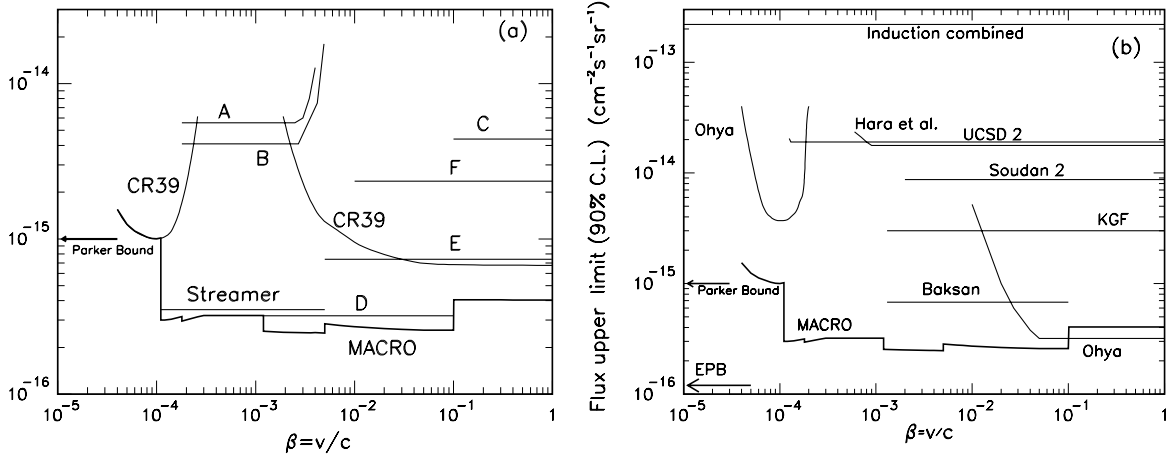 (a)
10⁻¹⁴
A
B
C
F
CR39
CR39
10⁻¹⁵
Parker Bound
E
Streamer
D
MACRO
10⁻¹⁶
10⁻⁵ 10⁻⁴ 10⁻³ 10⁻² 10⁻¹ 1
β=v/c
Flux upper limit (90% C.L.) (cm⁻²s⁻¹sr⁻¹)
Induction combined
(b)
10⁻¹³
Ohya
Hara et al.
UCSD 2
10⁻¹⁴
Soudan 2
KGF
10⁻¹⁵
Parker Bound
Baksan
MACRO
Ohya
EPB
10⁻¹⁶
10⁻⁵ 10⁻⁴ 10⁻³ 10⁻² 10⁻¹ 1
β=v/c